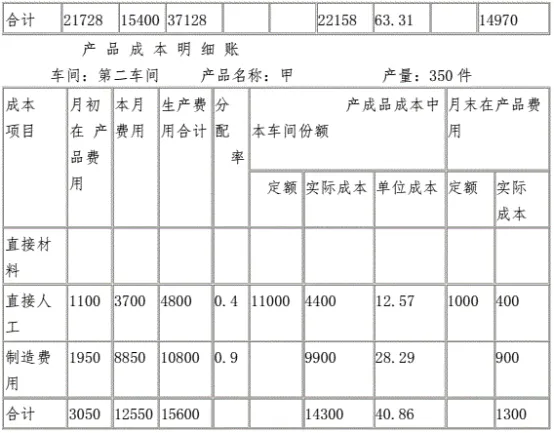 合计 21728 15400 37128 22158 63.31 14970
产 品 成 本 明 细 账
车间：第二车间 产品名称：甲 产量：350 件
成本项目 月初在产品费用 本月费用 生产费用合计 分配率 产成品成本中本车间份额 月末在产品费用
定额 实际成本 单位成本 定额 实际成本
直接材料
直接人工 1100 3700 4800 0.4 11000 4400 12.57 1000 400
制造费用 1950 8850 10800 0.9 9900 28.29 900
合计 3050 12550 15600 14300 40.86 1300